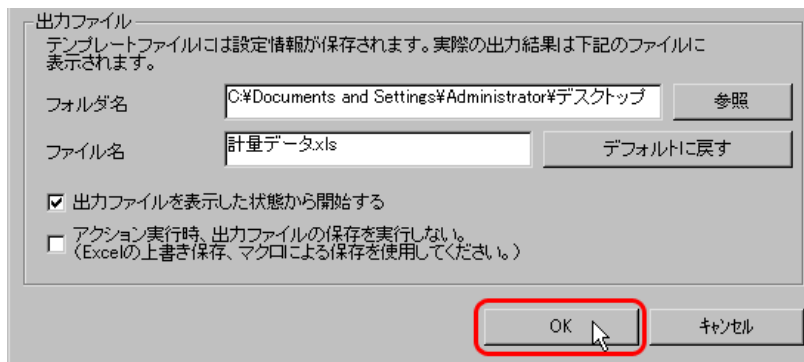 出力ファイル
テンプレートファイルには設定情報が保存されます。実際の出力結果は下記のファイルに
表示されます。
フォルダ名 C:¥Documents and Settings¥Administrator¥デスクトップ 参照
ファイル名 計量データ.xls デフォルトに戻す
出力ファイルを表示した状態から開始する
アクション実行時、出力ファイルの保存を実行しない。
（Excelの上書き保存、マクロによる保存を使用してください。）
OK キャンセル